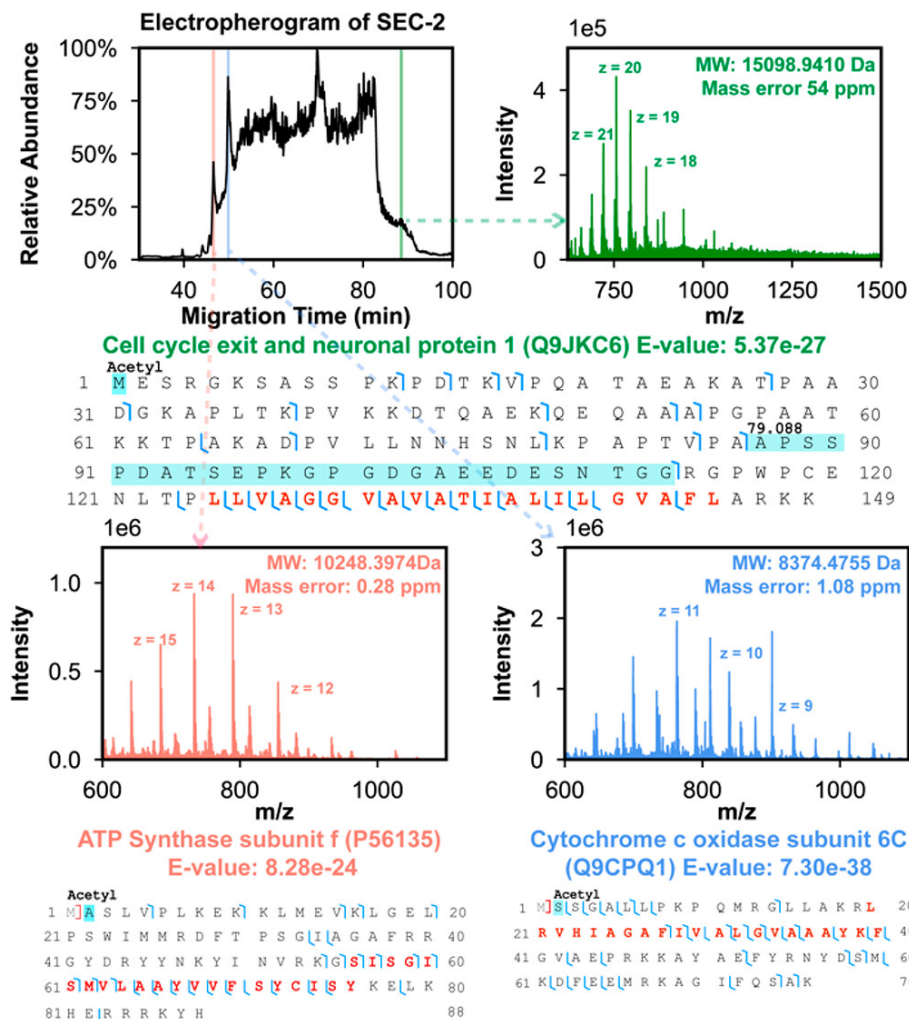 Electropherogram of SEC-2
Relative Abundance
100%
75%
50%
25%
0%
40 60 80 100
Migration Time (min)
1e5
MW: 15098.9410 Da
Mass error 54 ppm
z = 20
z = 19
z = 21
z = 18
Intensity
4
2
0
750 1000 1250 1500
m/z
Cell cycle exit and neuronal protein 1 (Q9JKC6) E-value: 5.37e-27
Acetyl
1 M E S R G K S A S S P K P D T K V P Q A T A E A K A T P A A 30
31 D G K A P L T K P V K K D T Q A E K Q E Q A A A P G P A A T 60
79.088
61 K K T P A K A D P V L L N N H S N L K P A P T V P A A P S S 90
91 P D A T S E P K G P G D G A E E D E S N T G G R G P W P C E 120
121 N L T P L L V A G G V A V A T I A L I L G V A F L A R K K 149
1e6
MW: 10248.3974Da
Mass error: 0.28 ppm
z = 14
z = 13
z = 15
z = 12
Intensity
1.0
0.5
0.0
600 800 1000
m/z
MW: 8374.4755 Da
Mass error: 1.08 ppm
1e6
z = 11
z = 10
z = 9
Intensity
3
2
1
0
600 800 1000
m/z
ATP Synthase subunit f (P56135)
E-value: 8.28e-24
Acetyl
1 M A S L V P L K E K K L M E V K L G E L 20
21 P S W I M M R D F T P S G I A G A F R R 40
41 G Y D R Y Y N K Y I N V R K G S I S G I 60
61 S M V L A A Y V V F S Y C I S Y K E L K 80
81 H E R R R K Y H 88
Cytochrome c oxidase subunit 6C
(Q9CPQ1) E-value: 7.30e-38
Acetyl
1 M S S G A L L P K P Q M R G L L A K R L
21 R V H I A G A F I V A L G V A A A Y K F 40
41 G V A E P R K K A Y A E F Y R N Y D S M 60
61 K D F E E M R K A G I F Q S A K 76